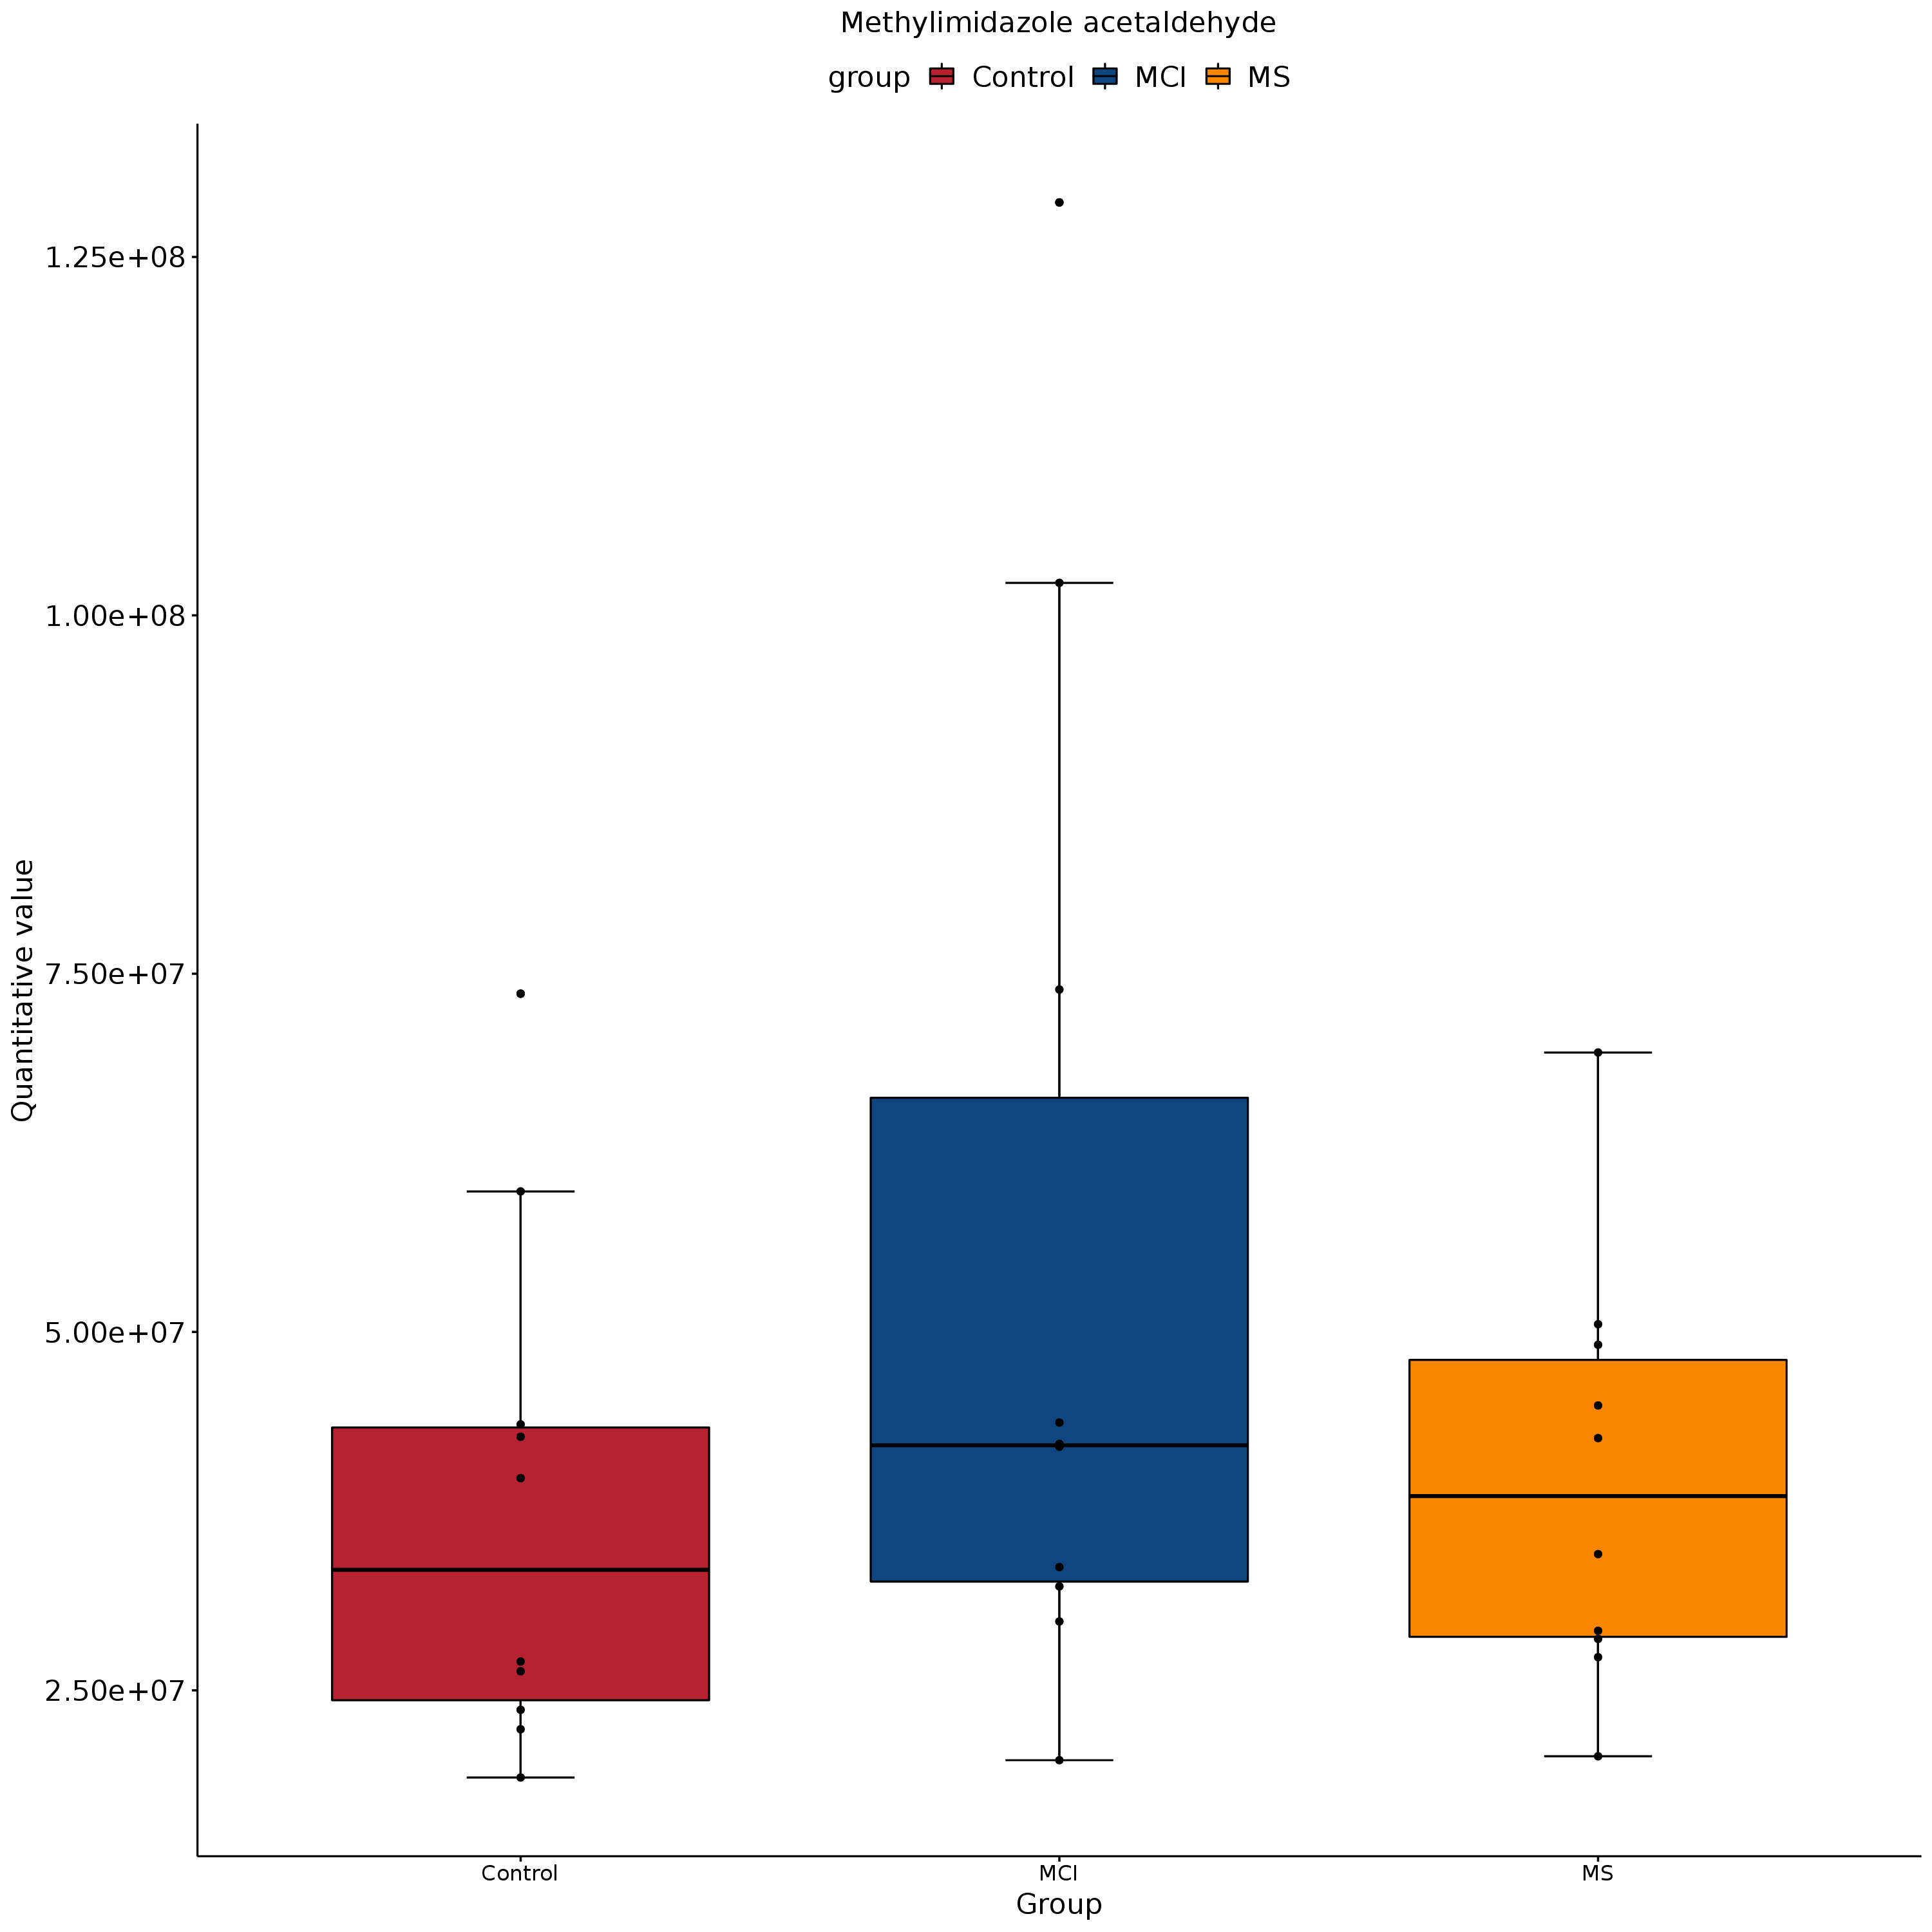 Methylimidazole acetaldehyde
group Control MCI MS
1.25e+08
1.00e+08
7.50e+07
5.00e+07
2.50e+07
Quantitative value
Control MCI MS
Group